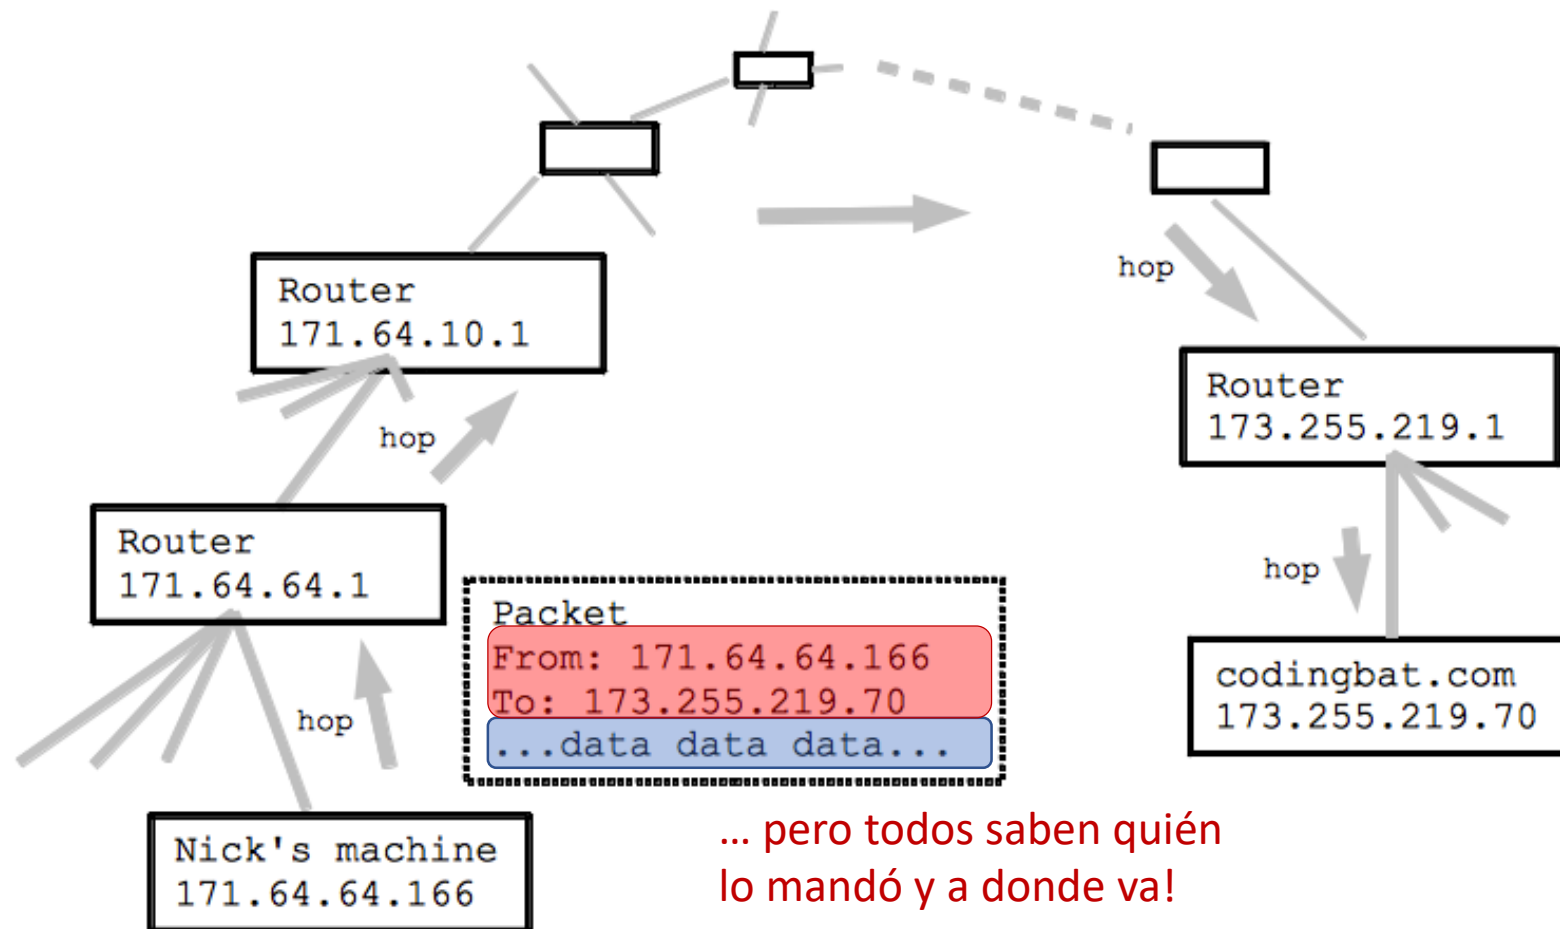 hop
Router
171.64.10.1
Router
173.255.219.1
hop
Router
171.64.64.1
hop
Packet
From: 171.64.64.166
To: 173.255.219.70
...data data data...
codingbat.com
173.255.219.70
hop
Nick's machine
171.64.64.166
… pero todos saben quién
lo mandó y a donde va!